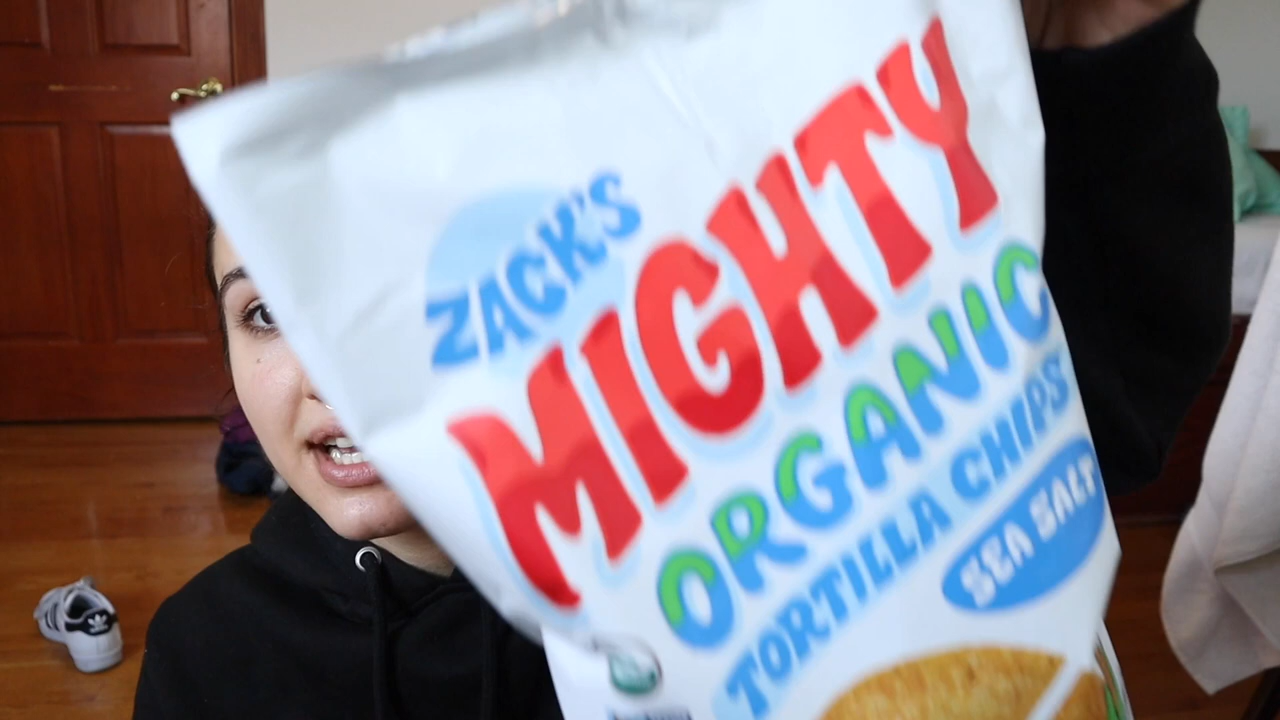 ZACK'S
MIGHTY
ORGANIC
TORTILLA CHIPS
SEA SALT